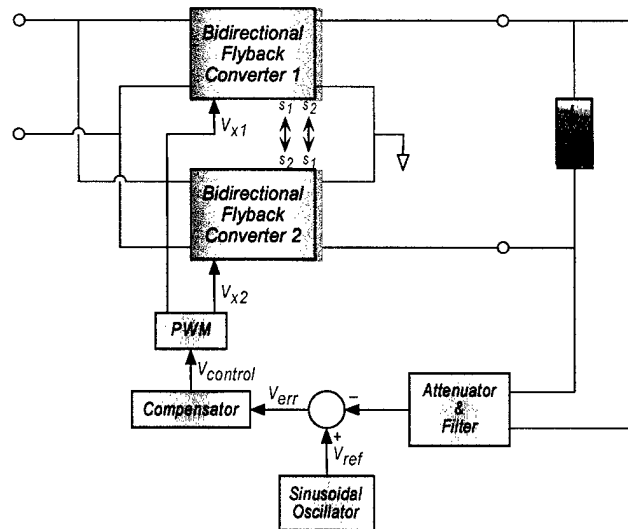 Bidirectional
Flyback
Converter 1
s1 s2
Vx1
s2 s1
Bidirectional
Flyback
Converter 2
Vx2
PWM
Vcontrol
Compensator
Verr
−
+
Vref
Attenuator
&
Filter
Sinusoidal
Oscillator